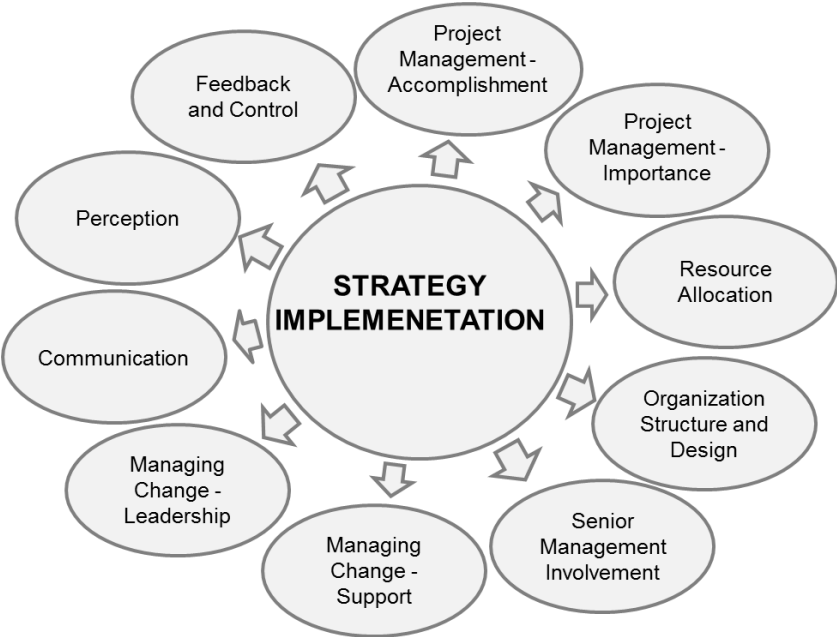 STRATEGY
IMPLEMENETATION
Project
Management -
Accomplishment
Project
Management -
Importance
Resource
Allocation
Organization
Structure and
Design
Senior
Management
Involvement
Managing
Change -
Support
Managing
Change -
Leadership
Communication
Perception
Feedback
and Control